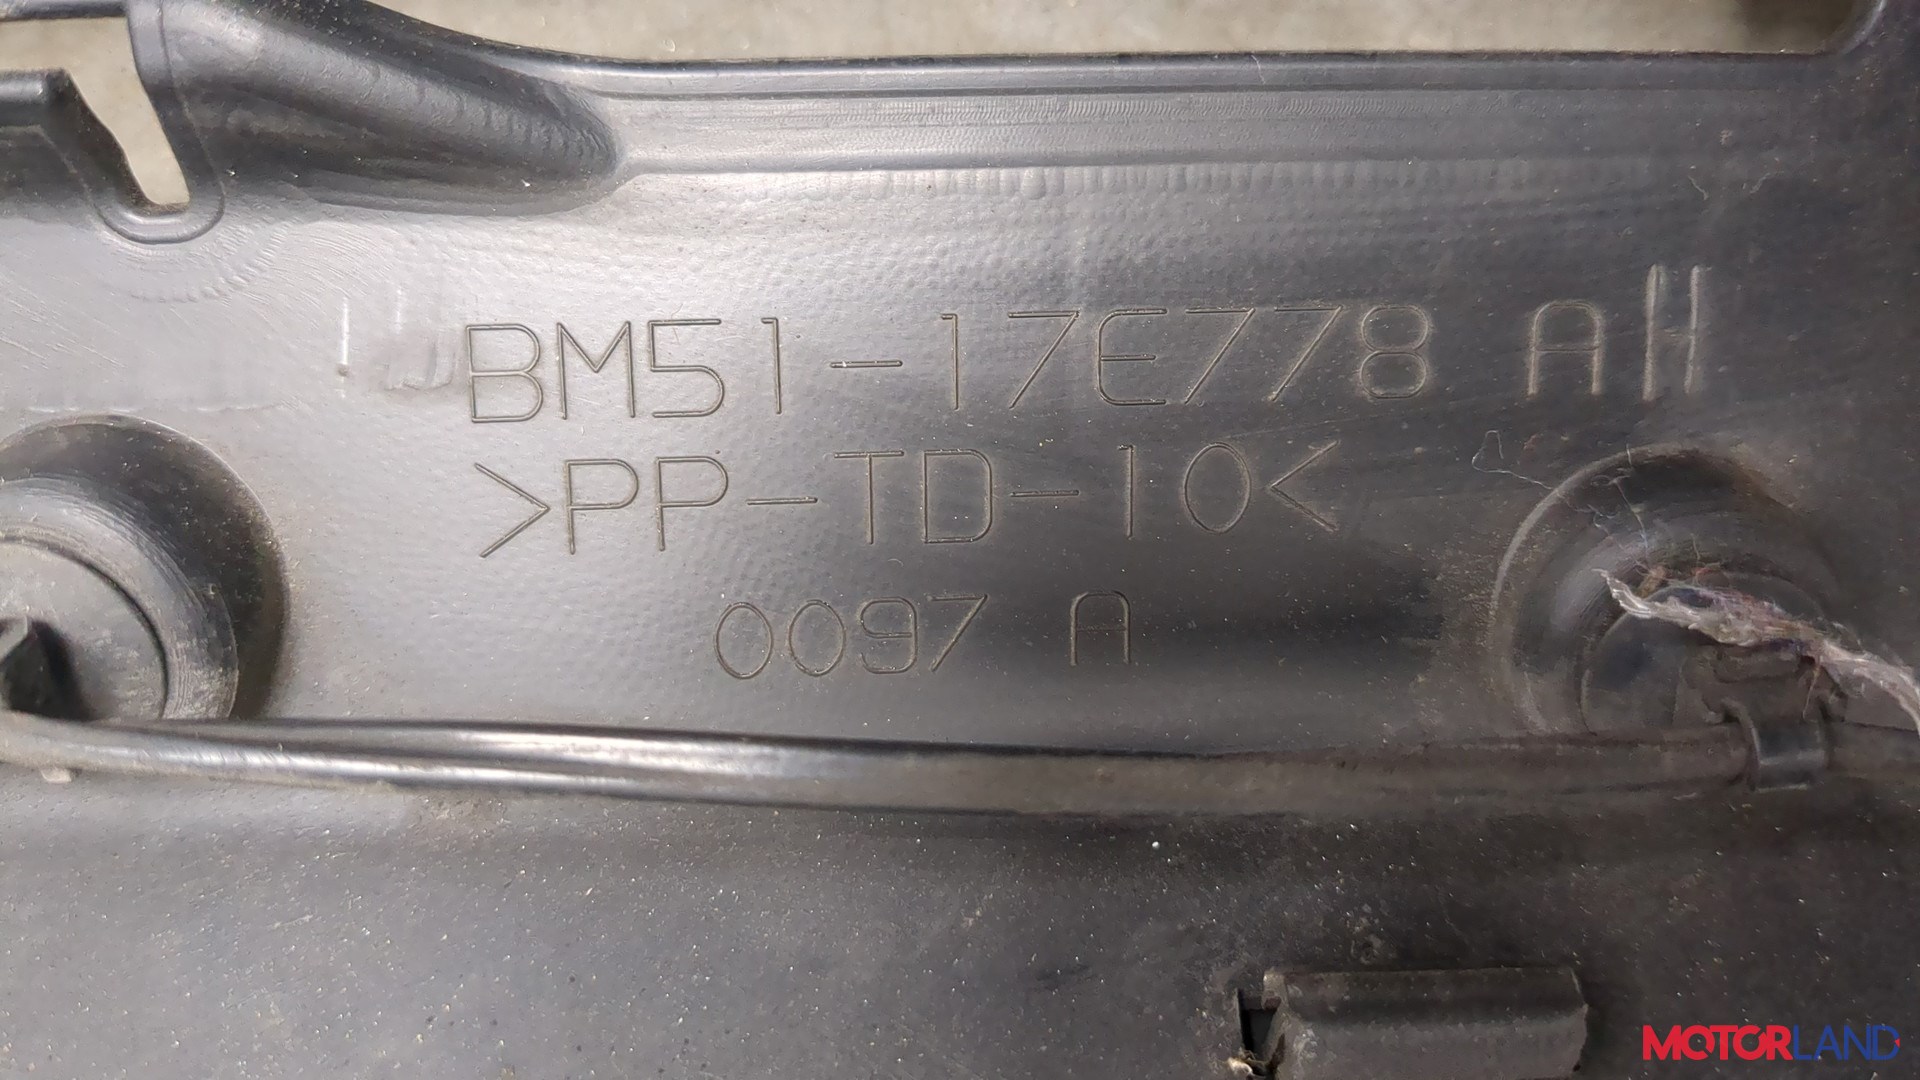 BM51-17E778 AH
>PP-TD-10<
0097 A
MOTORLAND